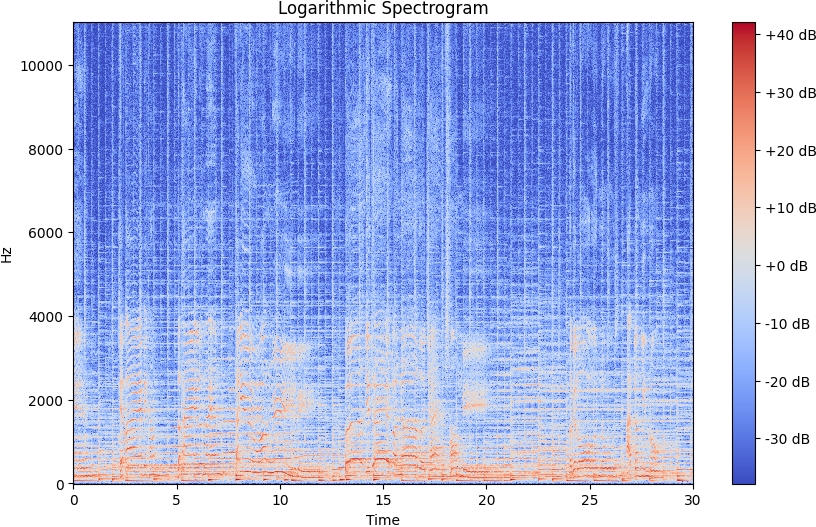 Logarithmic Spectrogram
10000
8000
6000
4000
2000
0
Hz
0 5 10 15 20 25 30
Time
+40 dB
+30 dB
+20 dB
+10 dB
+0 dB
-10 dB
-20 dB
-30 dB